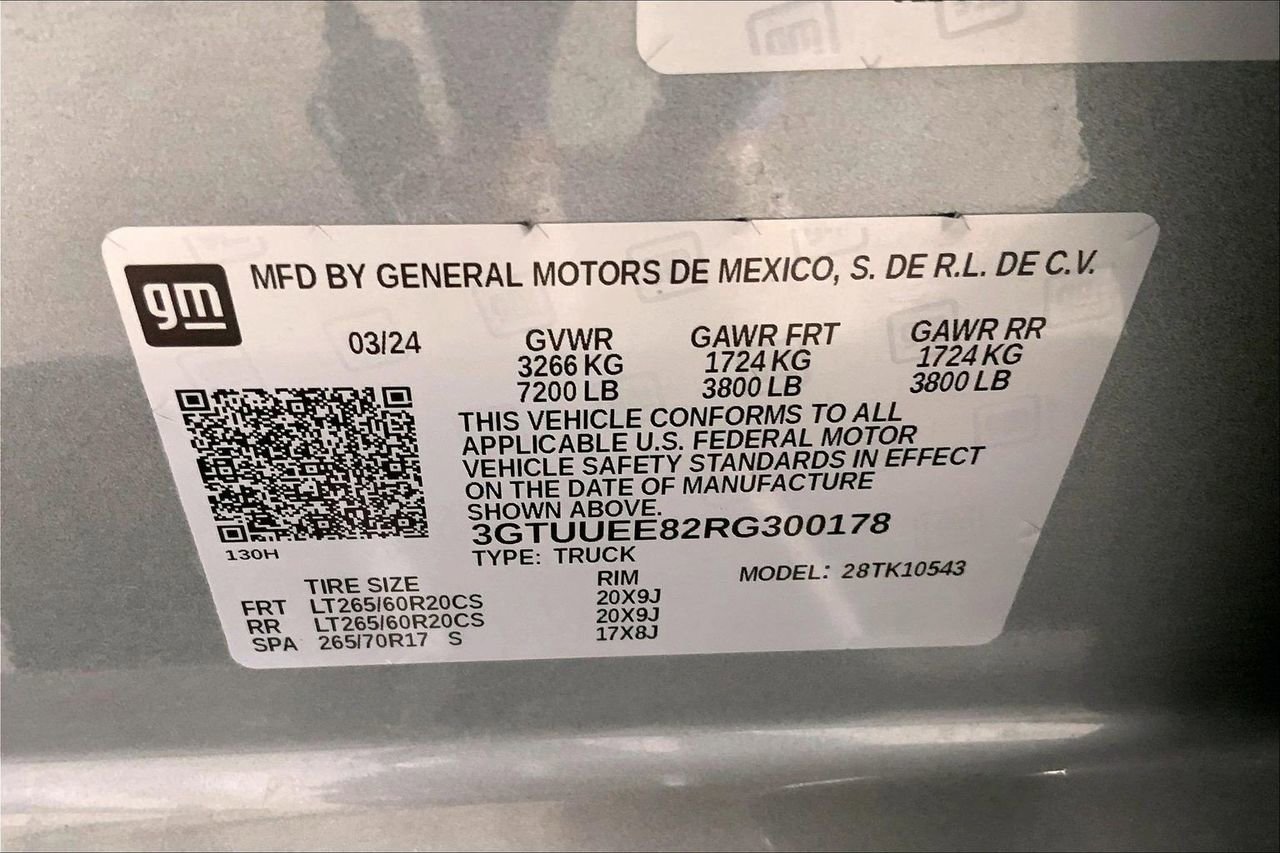 gm
MFD BY GENERAL MOTORS DE MEXICO, S. DE R.L. DE C.V.
03/24 GVWR GAWR FRT GAWR RR
3266 KG 1724 KG 1724 KG
7200 LB 3800 LB 3800 LB
THIS VEHICLE CONFORMS TO ALL
APPLICABLE U.S. FEDERAL MOTOR
VEHICLE SAFETY STANDARDS IN EFFECT
ON THE DATE OF MANUFACTURE
SHOWN ABOVE.
3GTUUEE82RG300178
130H
TYPE: TRUCK
MODEL: 28TK10543
TIRE SIZE RIM
FRT LT265/60R20CS 20X9J
RR LT265/60R20CS 20X9J
SPA 265/70R17 S 17X8J